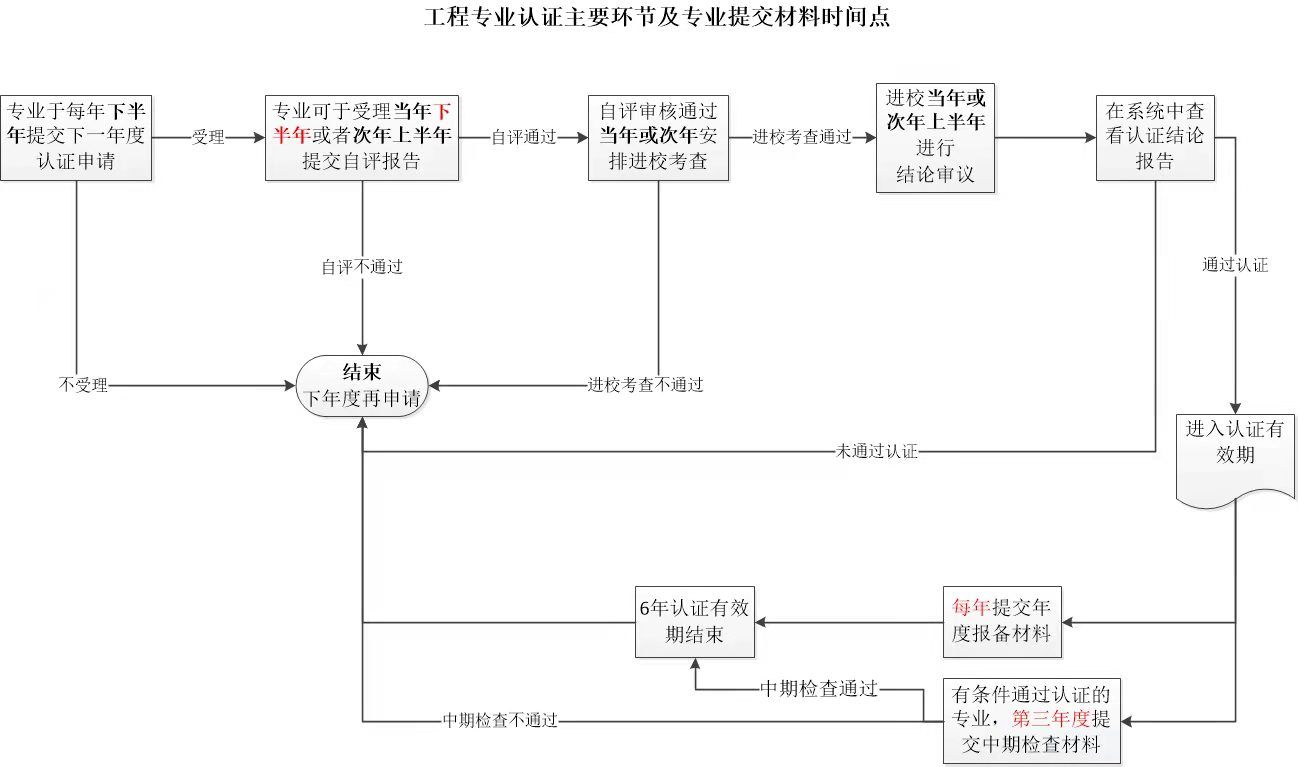 工程专业认证主要环节及专业提交材料时间点
专业于每年下半
年提交下一年度
认证申请
受理
专业可于受理当年下
半年或者次年上半年
提交自评报告
自评通过
自评审核通过
当年或次年安
排进校考查
进校考查通过
进校当年或
次年上半年
进行
结论审议
在系统中查
看认证结论
报告
自评不通过
通过认证
不受理
结束
下年度再申请
进校考查不通过
未通过认证
进入认证有
效期
6年认证有效
期结束
每年提交年
度报备材料
中期检查通过
有条件通过认证的
专业，第三年度提
交中期检查材料
中期检查不通过